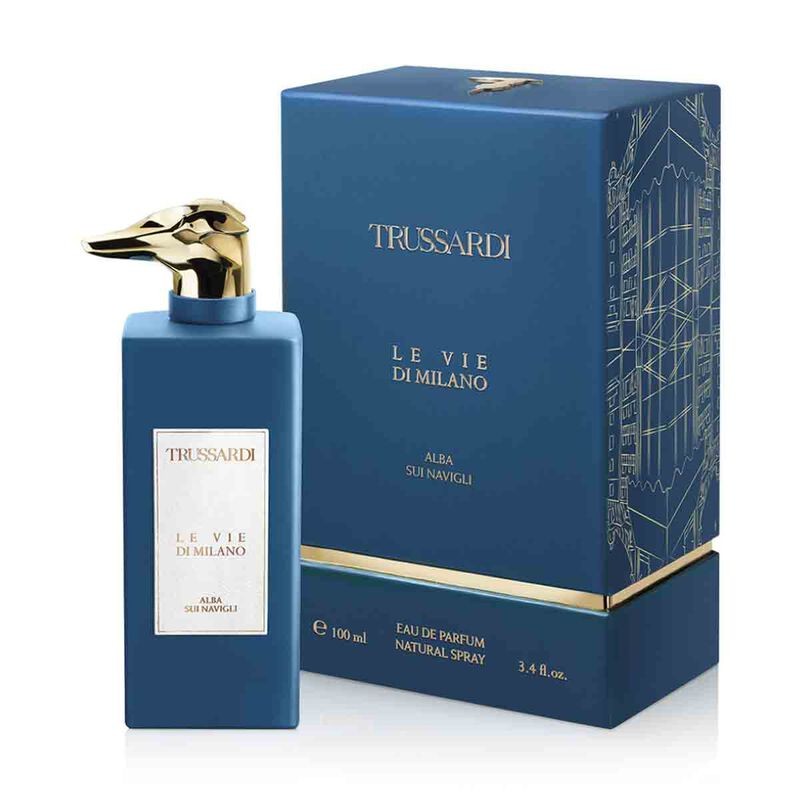 TRUSSARDI
LE VIE
DI MILANO
ALBA
SUI NAVIGLI
TRUSSARDI
LE VIE
DI MILANO
ALBA
SUI NAVIGLI
℮ 100 ml
EAU DE PARFUM
NATURAL SPRAY
3.4 fl.oz.